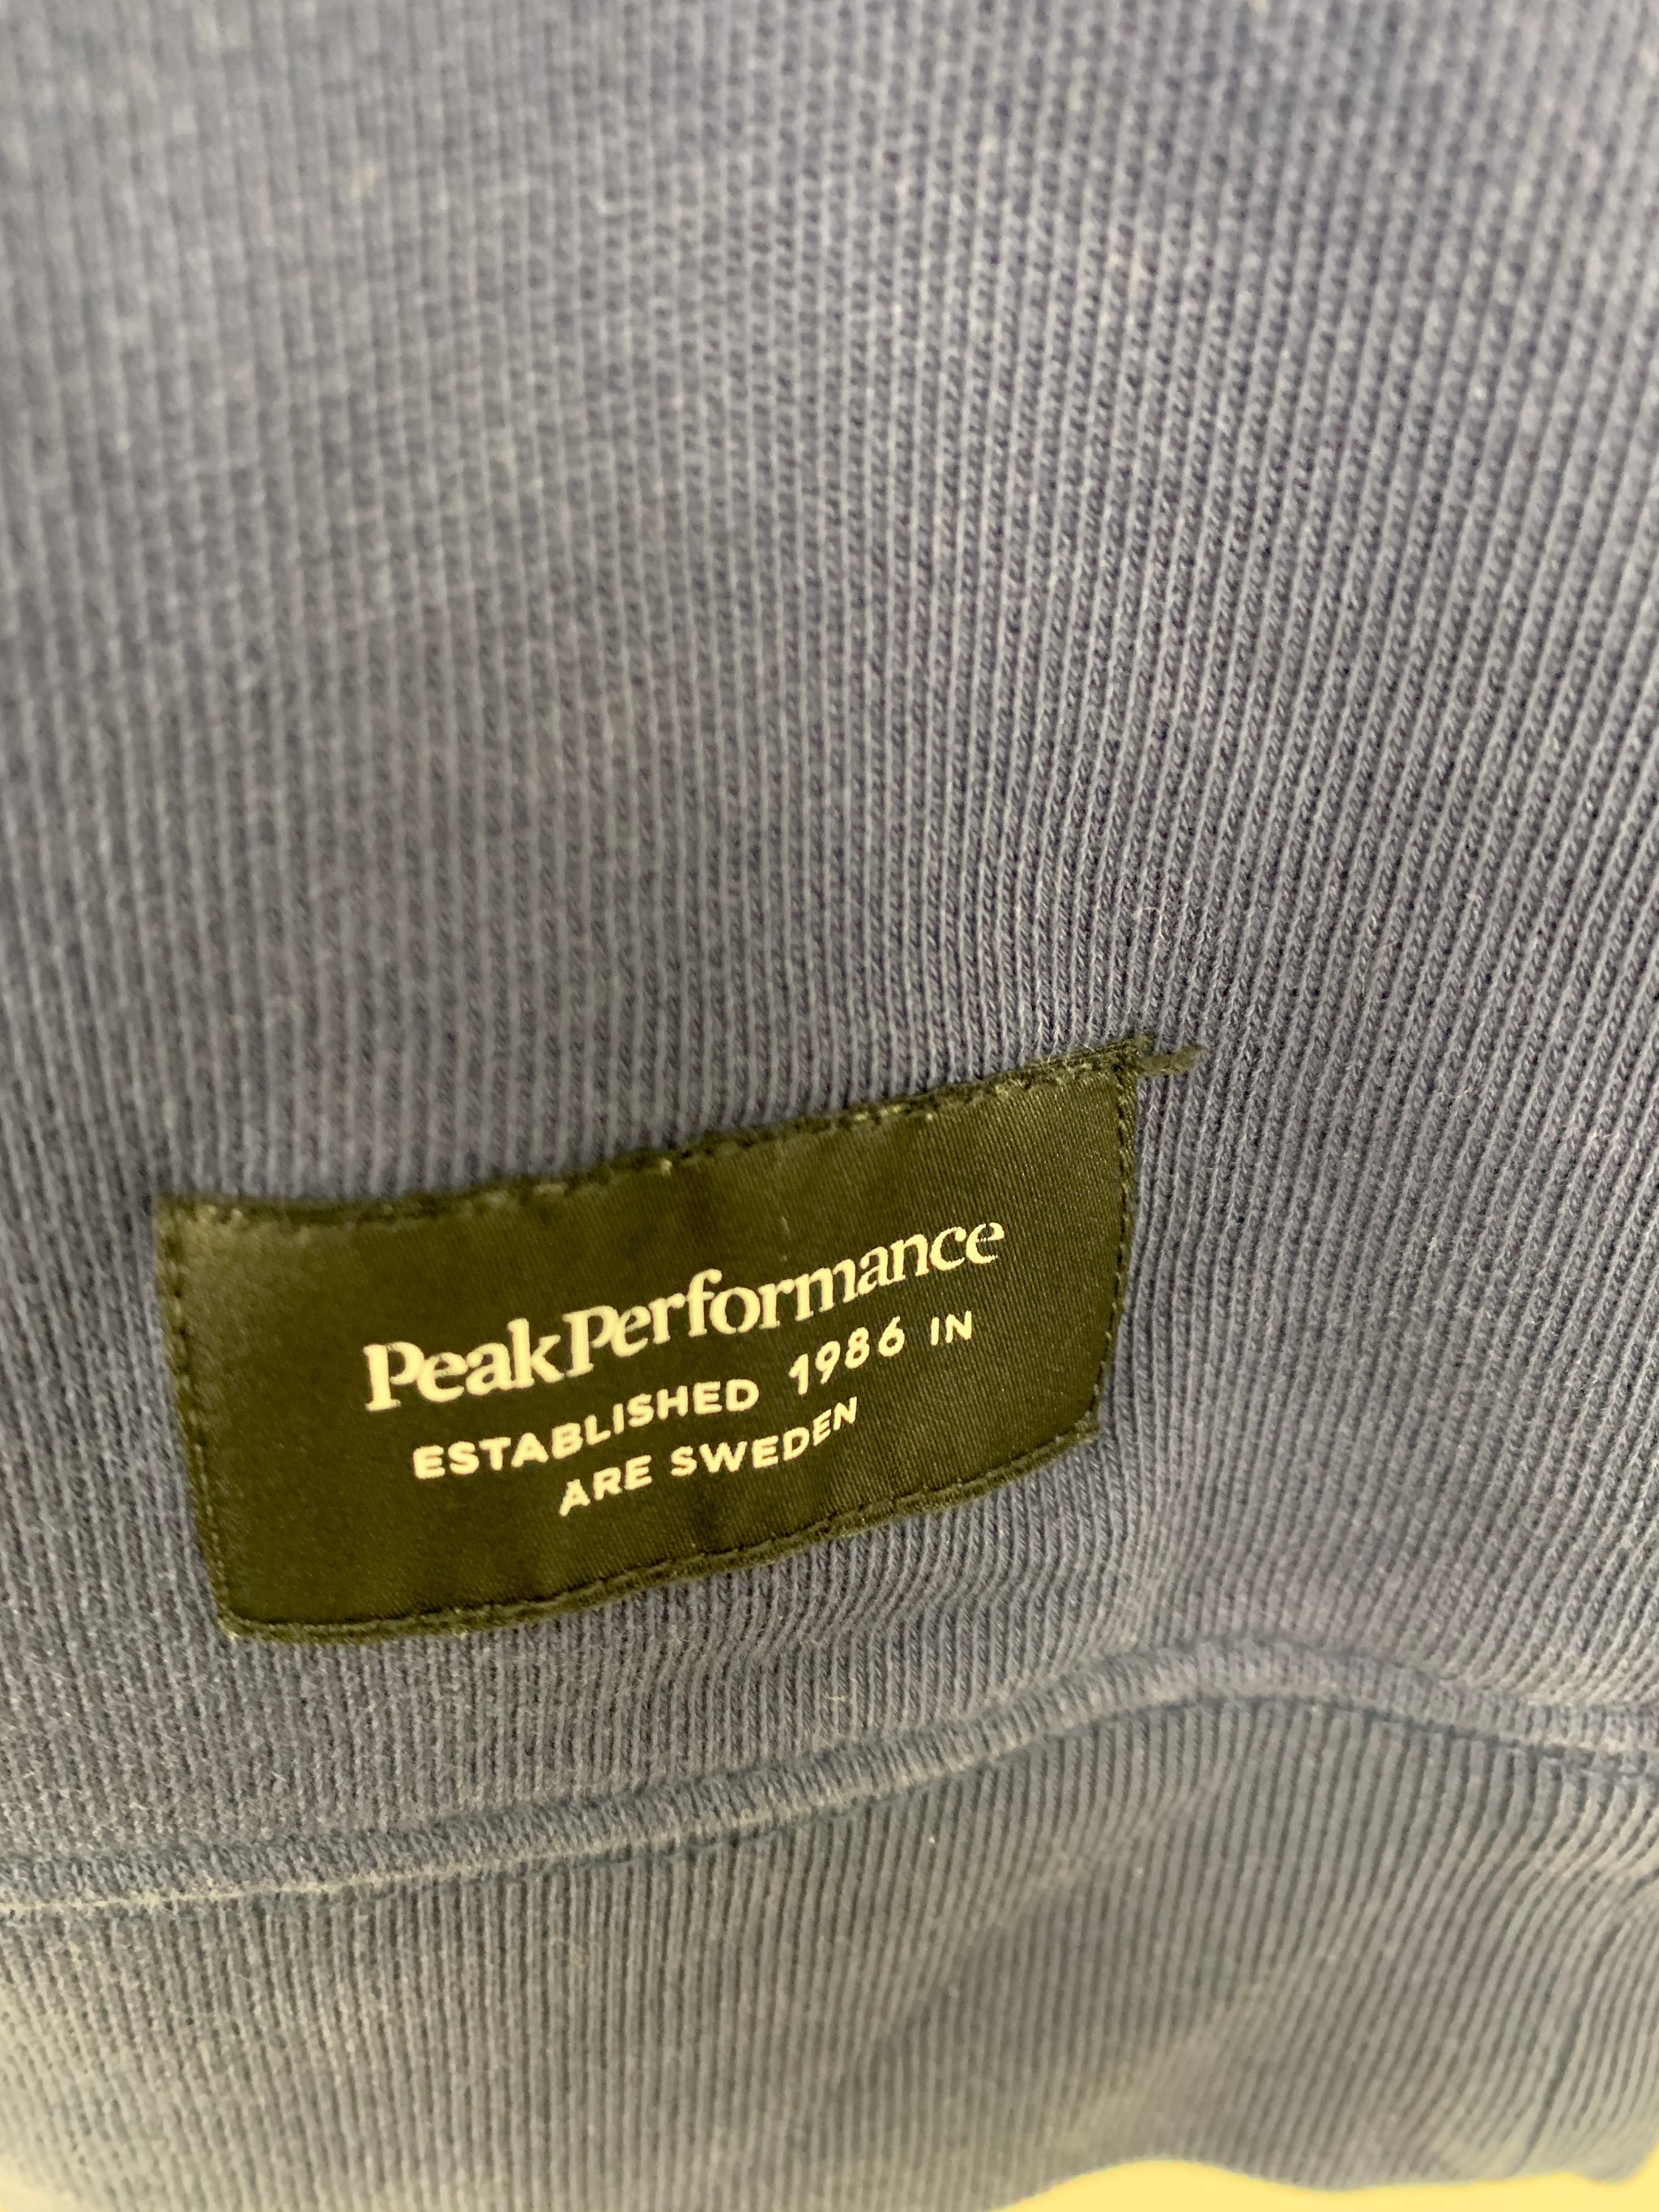 PeakPerformance
ESTABLISHED 1986 IN
ARE SWEDEN